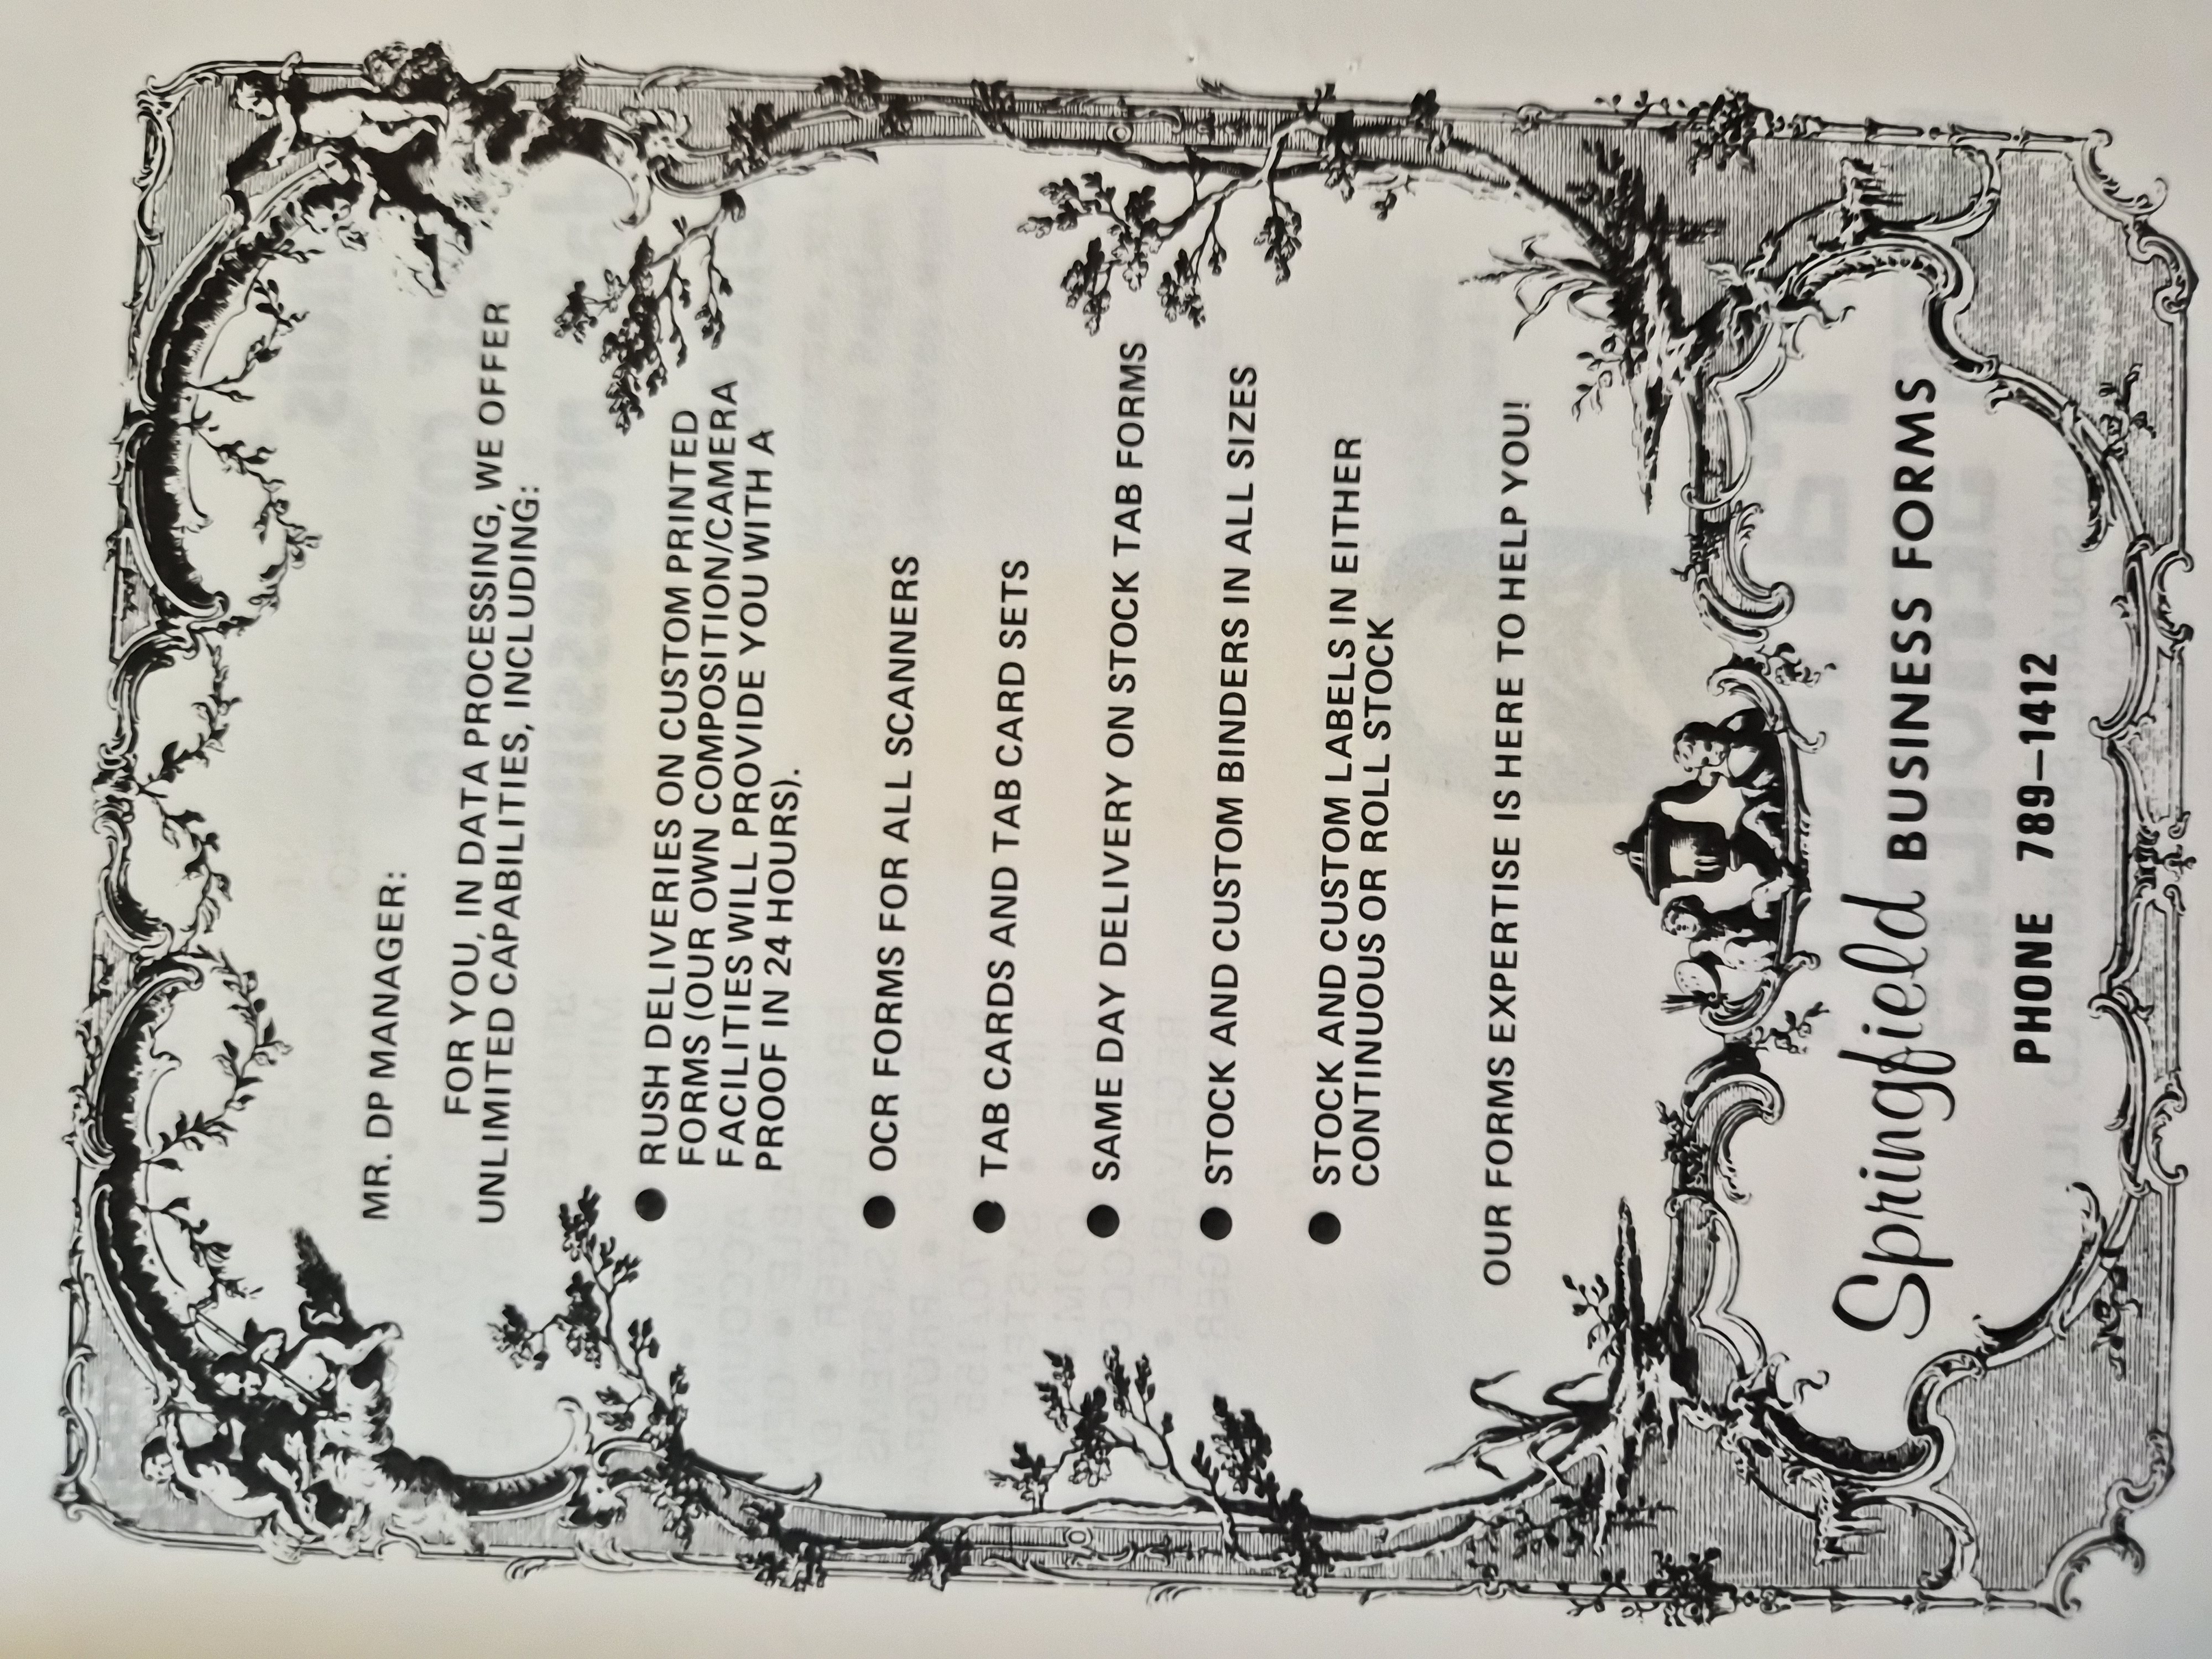 MR. DP MANAGER:
FOR YOU, IN DATA PROCESSING, WE OFFER
UNLIMITED CAPABILITIES, INCLUDING:
● RUSH DELIVERIES ON CUSTOM PRINTED
FORMS (OUR OWN COMPOSITION/CAMERA
FACILITIES WILL PROVIDE YOU WITH A
PROOF IN 24 HOURS).
● OCR FORMS FOR ALL SCANNERS
● TAB CARDS AND TAB CARD SETS
● SAME DAY DELIVERY ON STOCK TAB FORMS
● STOCK AND CUSTOM BINDERS IN ALL SIZES
● STOCK AND CUSTOM LABELS IN EITHER
CONTINUOUS OR ROLL STOCK
OUR FORMS EXPERTISE IS HERE TO HELP YOU!
Springfield BUSINESS FORMS
PHONE 789–1412